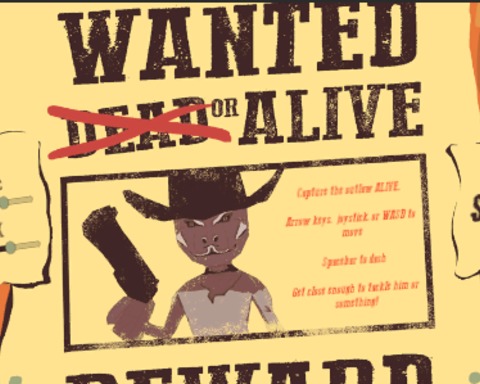 WANTED
DEAD OR ALIVE
Capture the outlaw ALIVE.
Arrow keys, joystick, or WASD to
move
Spacebar to dash
Get close enough to tackle him or
something!
REWARD